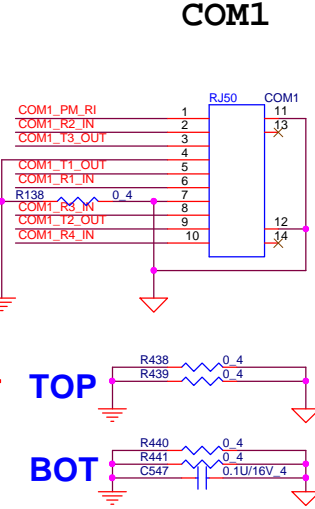 COM1
RJ50 COM1
COM1_PM_RI 1 11
COM1_R2_IN 2 13
COM1_T3_OUT 3
4
COM1_T1_OUT 5
COM1_R1_IN 6
R138 0_4 7
COM1_R3_IN 8
COM1_T2_OUT 9 12
COM1_R4_IN 10 14
R438 0_4
TOP R439 0_4
R440 0_4
BOT R441 0_4
C547 0.1U/16V_4